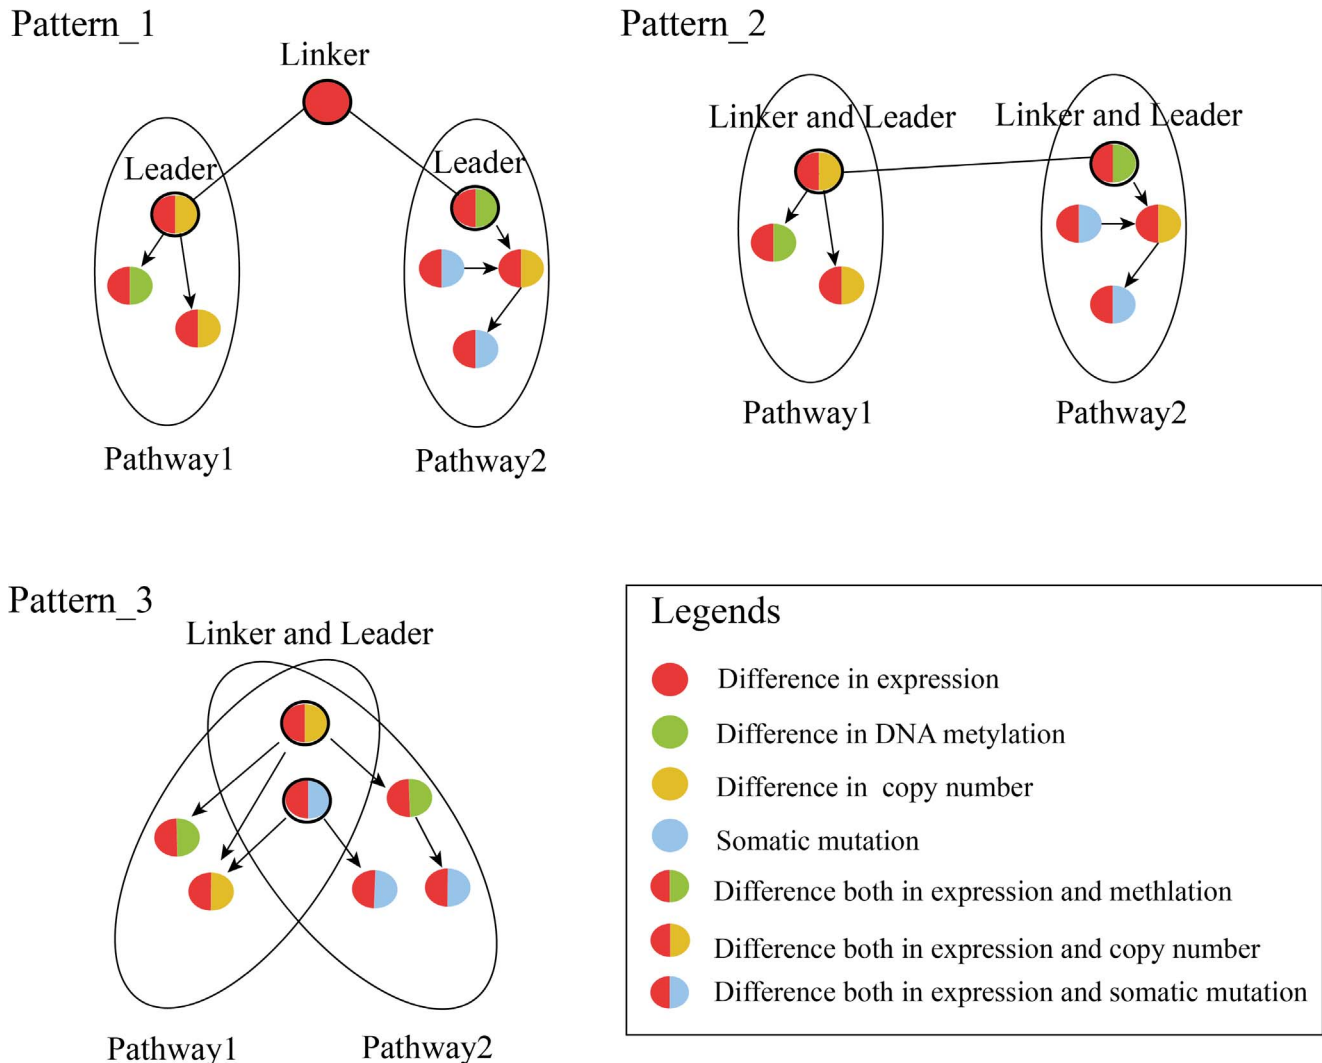 Pattern_1
Linker
Leader
Leader
Pathway1
Pathway2
Pattern_2
Linker and Leader
Linker and Leader
Pathway1
Pathway2
Pattern_3
Linker and Leader
Pathway1
Pathway2
Legends
Difference in expression
Difference in DNA metylation
Difference in copy number
Somatic mutation
Difference both in expression and methlation
Difference both in expression and copy number
Difference both in expression and somatic mutation